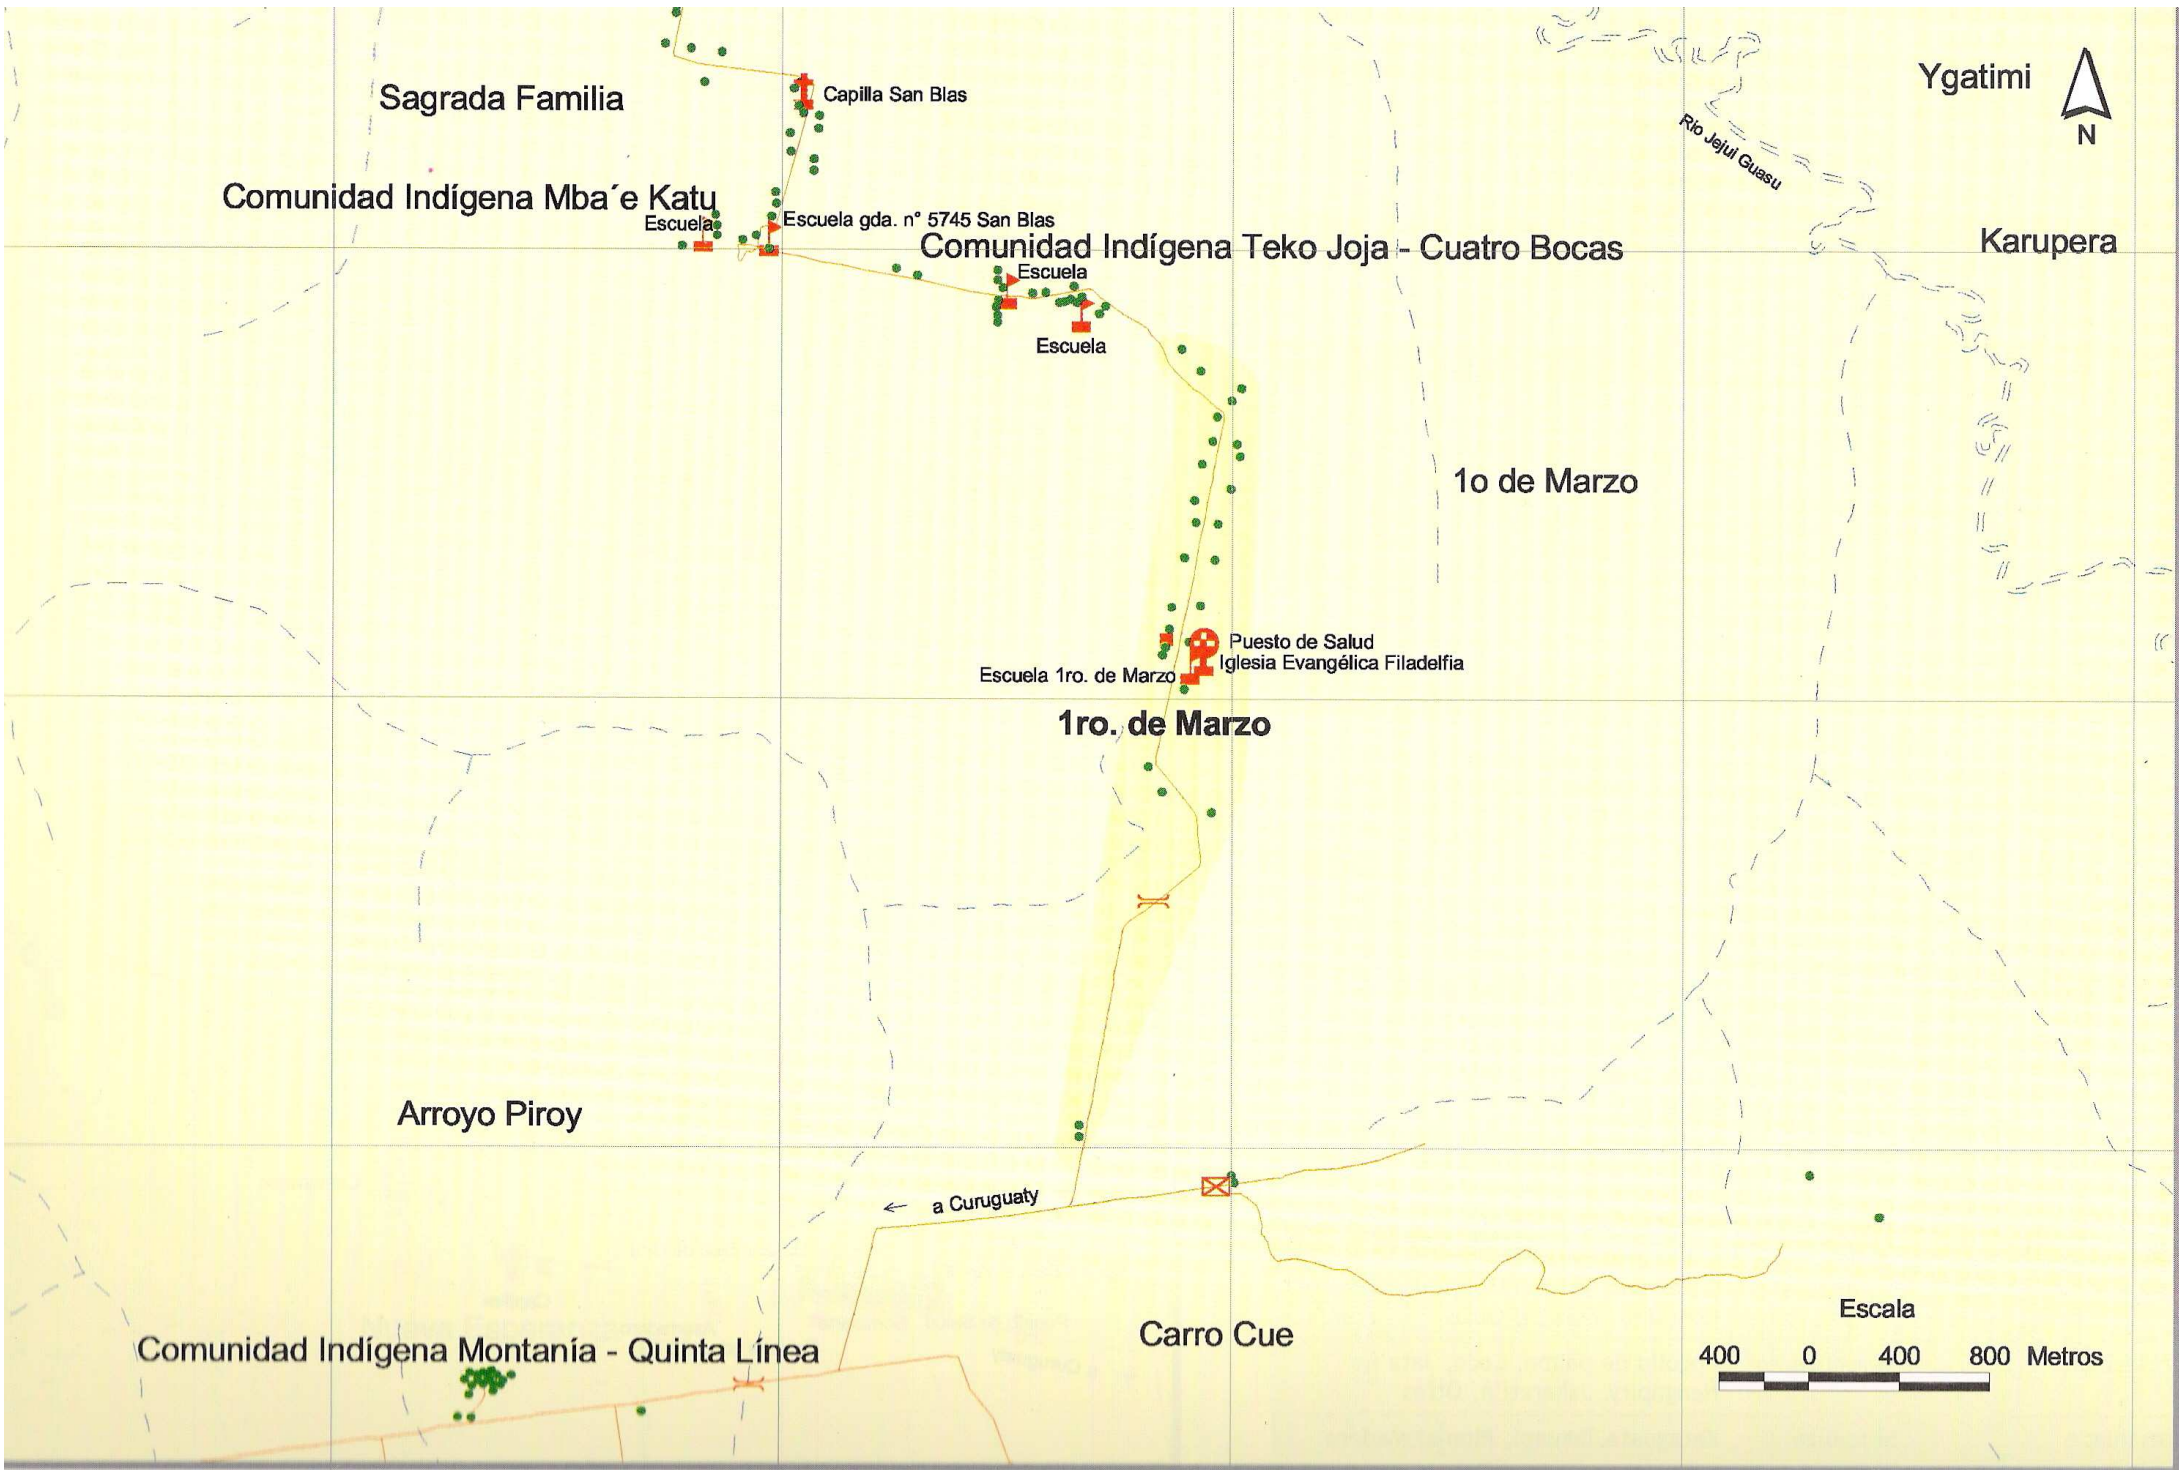 Ygatimi
Sagrada Familia
Capilla San Blas
N
Rio Jejui Guasu
Comunidad Indígena Mba´e Katu
Escuela
Escuela gda. n° 5745 San Blas
Comunidad Indígena Teko Joja - Cuatro Bocas
Karupera
Escuela
Escuela
1o de Marzo
Puesto de Salud
Iglesia Evangélica Filadelfia
Escuela 1ro. de Marzo
1ro. de Marzo
Arroyo Piroy
← a Curuguaty
Escala
Carro Cue
Comunidad Indígena Montanía - Quinta Línea
400 0 400 800 Metros